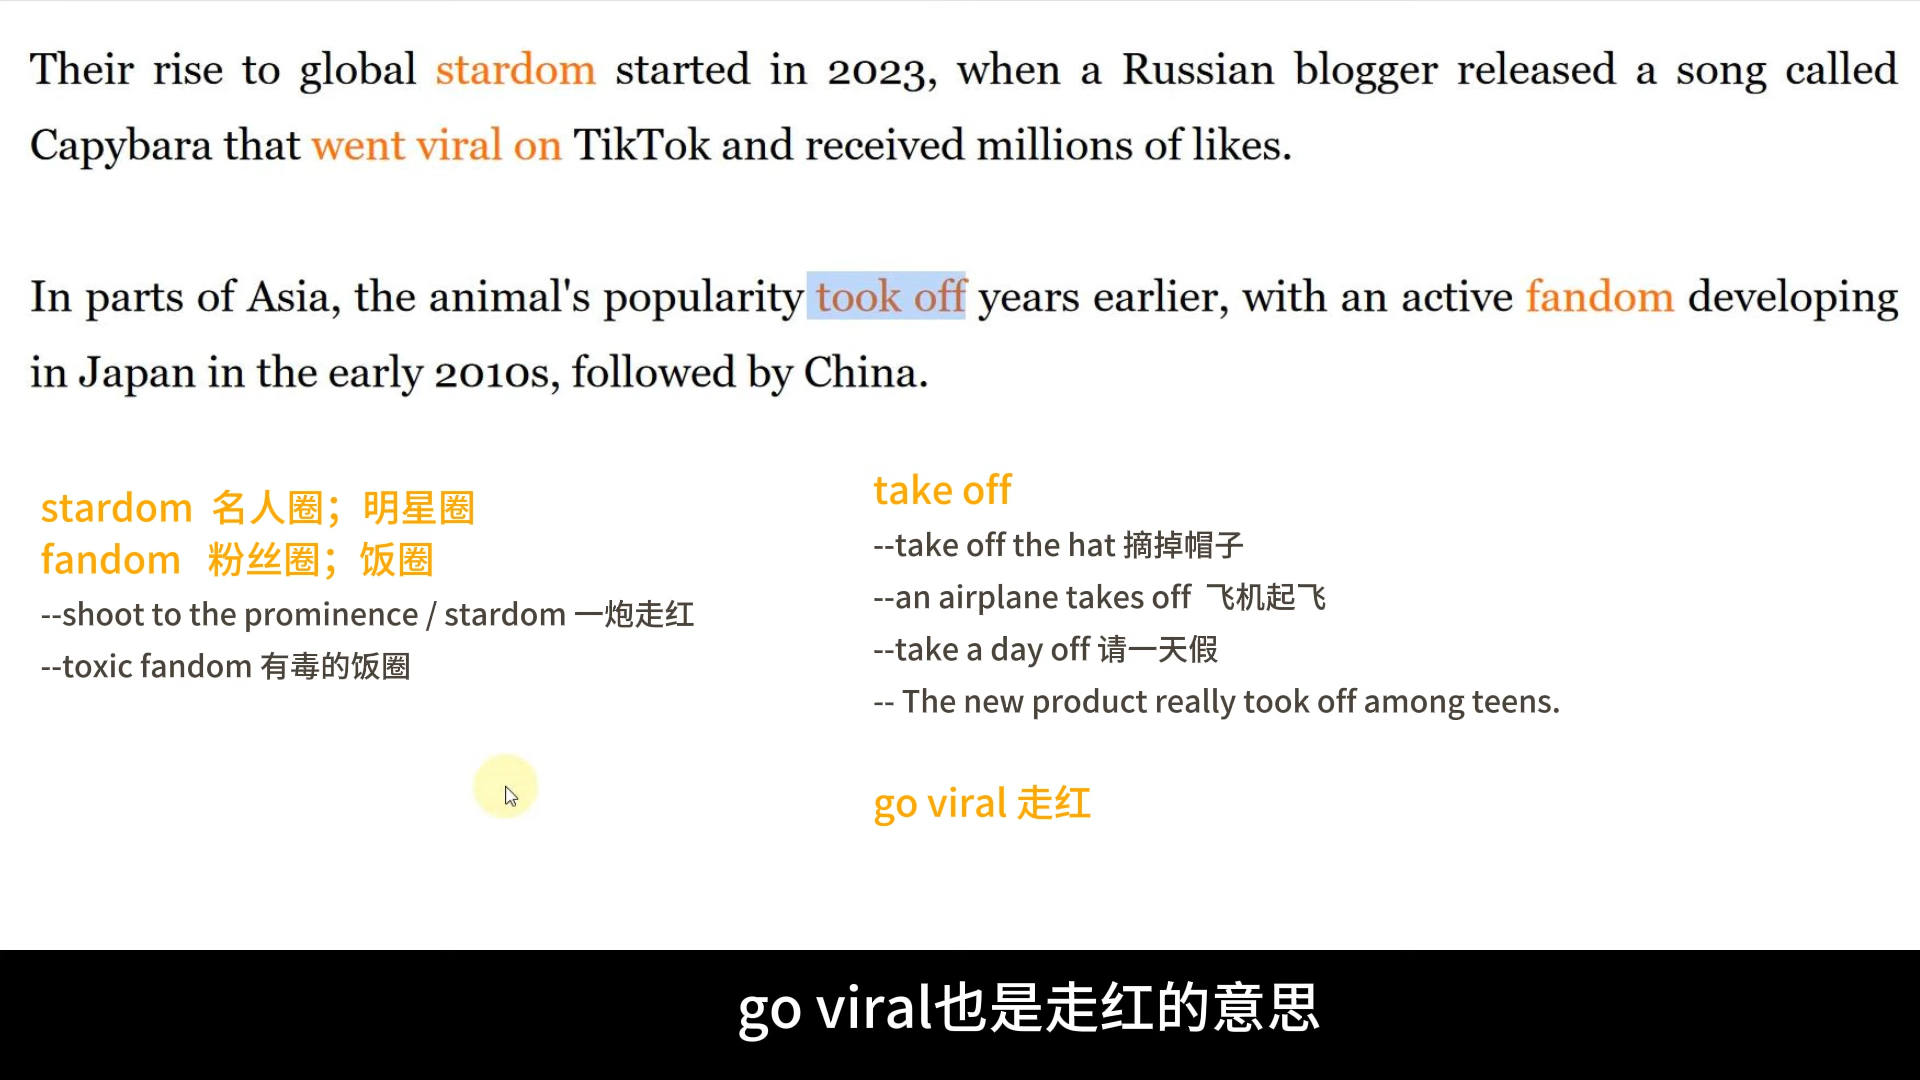 Their rise to global stardom started in 2023, when a Russian blogger released a song called
Capybara that went viral on TikTok and received millions of likes.
In parts of Asia, the animal's popularity took off years earlier, with an active fandom developing
in Japan in the early 2010s, followed by China.
stardom 名人圈；明星圈
fandom 粉丝圈；饭圈
--shoot to the prominence / stardom 一炮走红
--toxic fandom 有毒的饭圈
take off
--take off the hat 摘掉帽子
--an airplane takes off 飞机起飞
--take a day off 请一天假
-- The new product really took off among teens.
go viral 走红
go viral也是走红的意思